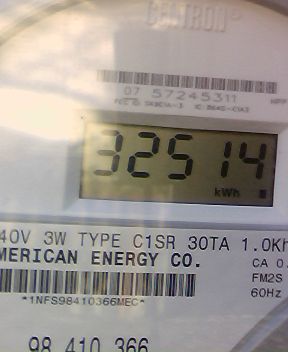 CELTRON®
07 57245311
32514
kWh
40V 3W TYPE C1SR 30TA 1.0Kh
MERICAN ENERGY CO.
CA 0.
FM2S
60Hz
*1NFS98410366MEC*
98 410 366